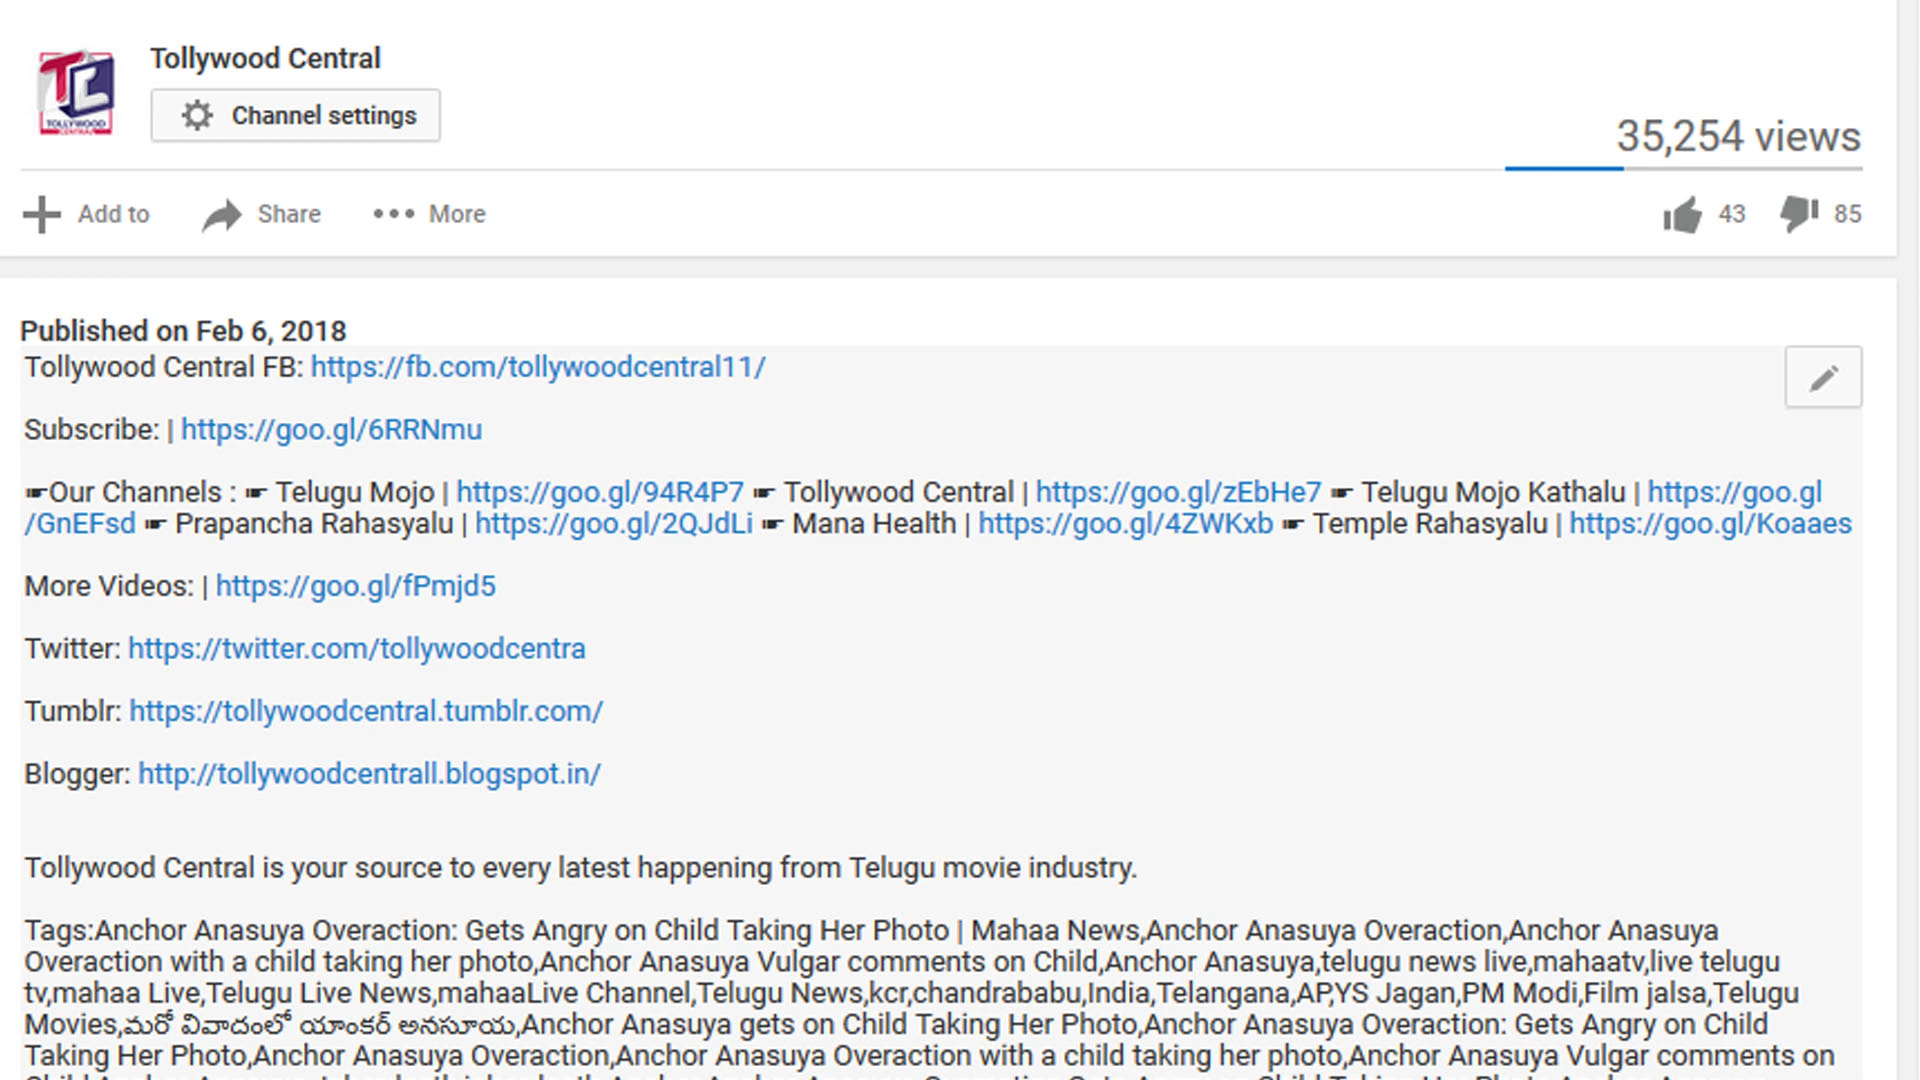 Tollywood Central
Channel settings
TOLLYWOOD
CENTRAL
35,254 views
Add to
Share
More
43
85
Published on Feb 6, 2018
Tollywood Central FB: https://fb.com/tollywoodcentral11/
Subscribe: | https://goo.gl/6RRNmu
☛Our Channels : ☛ Telugu Mojo | https://goo.gl/94R4P7 ☛ Tollywood Central | https://goo.gl/zEbHe7 ☛ Telugu Mojo Kathalu | https://goo.gl
/GnEFsd ☛ Prapancha Rahasyalu | https://goo.gl/2QJdLi ☛ Mana Health | https://goo.gl/4ZWKxb ☛ Temple Rahasyalu | https://goo.gl/Koaaes
More Videos: | https://goo.gl/fPmjd5
Twitter: https://twitter.com/tollywoodcentra
Tumblr: https://tollywoodcentral.tumblr.com/
Blogger: http://tollywoodcentrall.blogspot.in/
Tollywood Central is your source to every latest happening from Telugu movie industry.
Tags:Anchor Anasuya Overaction: Gets Angry on Child Taking Her Photo | Mahaa News,Anchor Anasuya Overaction,Anchor Anasuya
Overaction with a child taking her photo,Anchor Anasuya Vulgar comments on Child,Anchor Anasuya,telugu news live,mahaatv,live telugu
tv,mahaa Live,Telugu Live News,mahaaLive Channel,Telugu News,kcr,chandrababu,India,Telangana,AP,YS Jagan,PM Modi,Film jalsa,Telugu
Movies,మరో వివాదంలో యాంకర్ అనసూయ,Anchor Anasuya gets on Child Taking Her Photo,Anchor Anasuya Overaction: Gets Angry on Child
Taking Her Photo,Anchor Anasuya Overaction,Anchor Anasuya Overaction with a child taking her photo,Anchor Anasuya Vulgar comments on